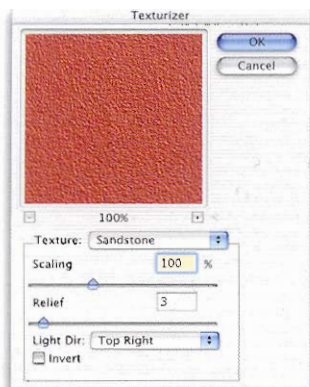 Texturizer
OK
Cancel
100%
Texture: Sandstone
Scaling 100 %
Relief 3
Light Dir: Top Right
Invert